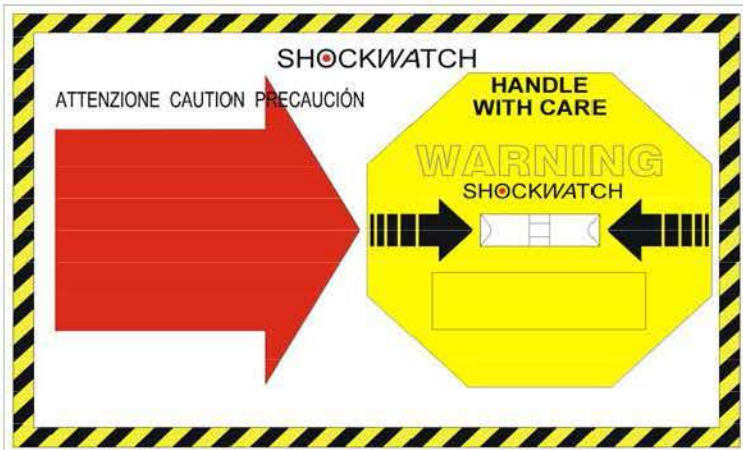 SHOCKWATCH
ATTENZIONE CAUTION PRECAUCIÓN
HANDLE
WITH CARE
WARNING
SHOCKWATCH